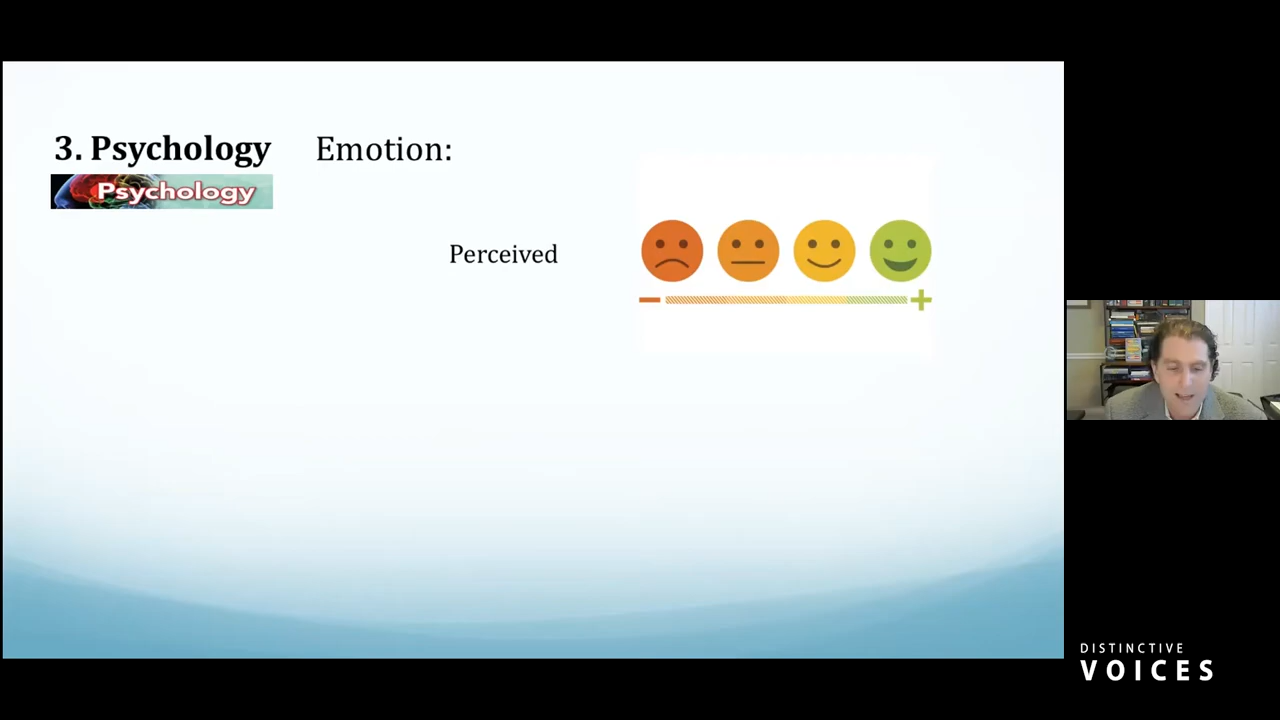 3. Psychology Emotion:
Psychology
Perceived
DISTINCTIVE
VOICES